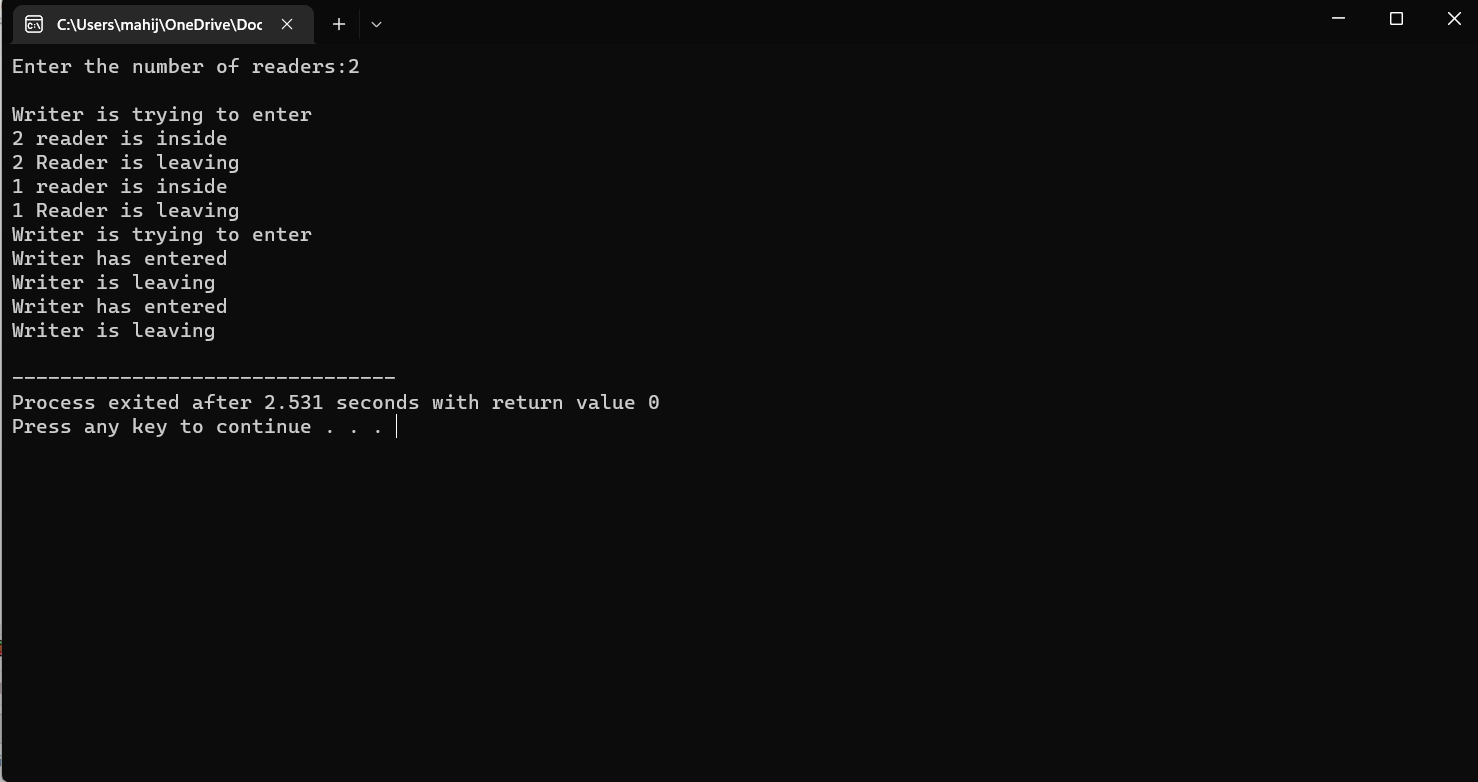 C:\Users\mahij\OneDrive\Doc
Enter the number of readers:2
Writer is trying to enter
2 reader is inside
2 Reader is leaving
1 reader is inside
1 Reader is leaving
Writer is trying to enter
Writer has entered
Writer is leaving
Writer has entered
Writer is leaving
--------------------------------
Process exited after 2.531 seconds with return value 0
Press any key to continue . . .